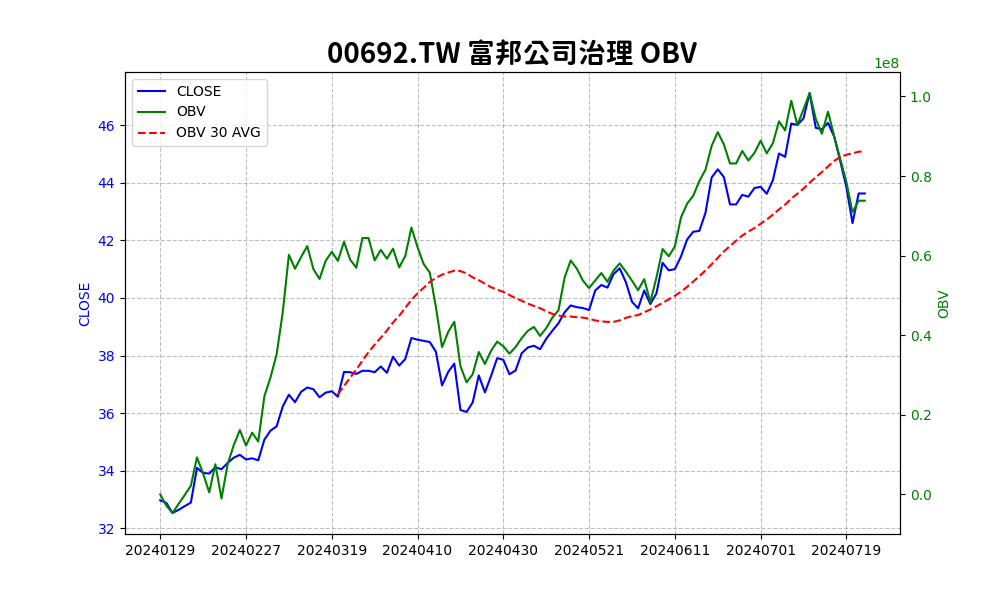 00692.TW 富邦公司治理 OBV
1e8
CLOSE
OBV
OBV 30 AVG
46
44
42
40
38
36
34
32
CLOSE
1.0
0.8
0.6
0.4
0.2
0.0
OBV
20240129 20240227 20240319 20240410 20240430 20240521 20240611 20240701 20240719